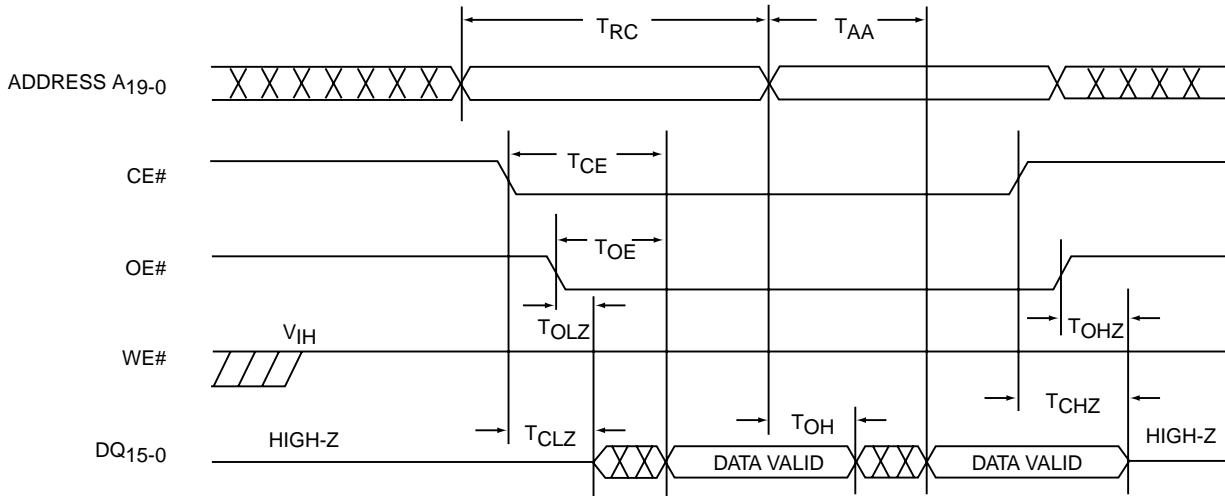 TRC
TAA
ADDRESS A19-0
TCE
CE#
TOE
OE#
TOLZ
TOHZ
VIH
WE#
TCLZ
TOH
TCHZ
HIGH-Z
HIGH-Z
DQ15-0
DATA VALID
DATA VALID